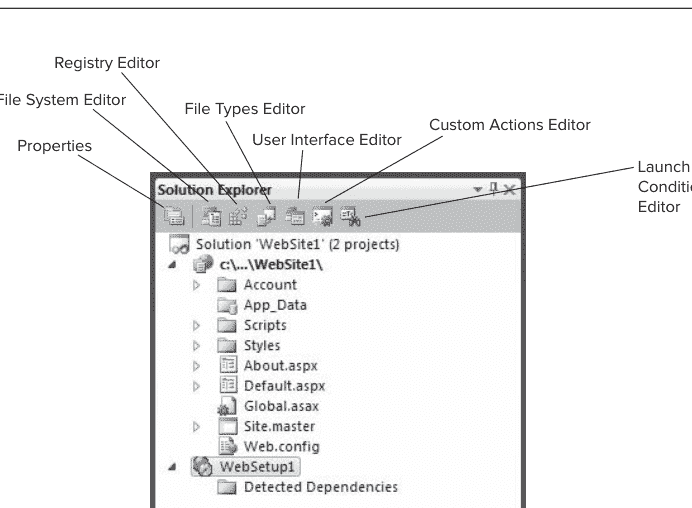 Registry Editor
File System Editor
File Types Editor
Custom Actions Editor
User Interface Editor
Properties
Launch
Editor
Solution Explorer
Solution 'WebSite1' (2 projects)
c:\...\WebSite1\
Account
App_Data
Scripts
Styles
About.aspx
Default.aspx
Global.asax
Site.master
Web.config
WebSetup1
Detected Dependencies